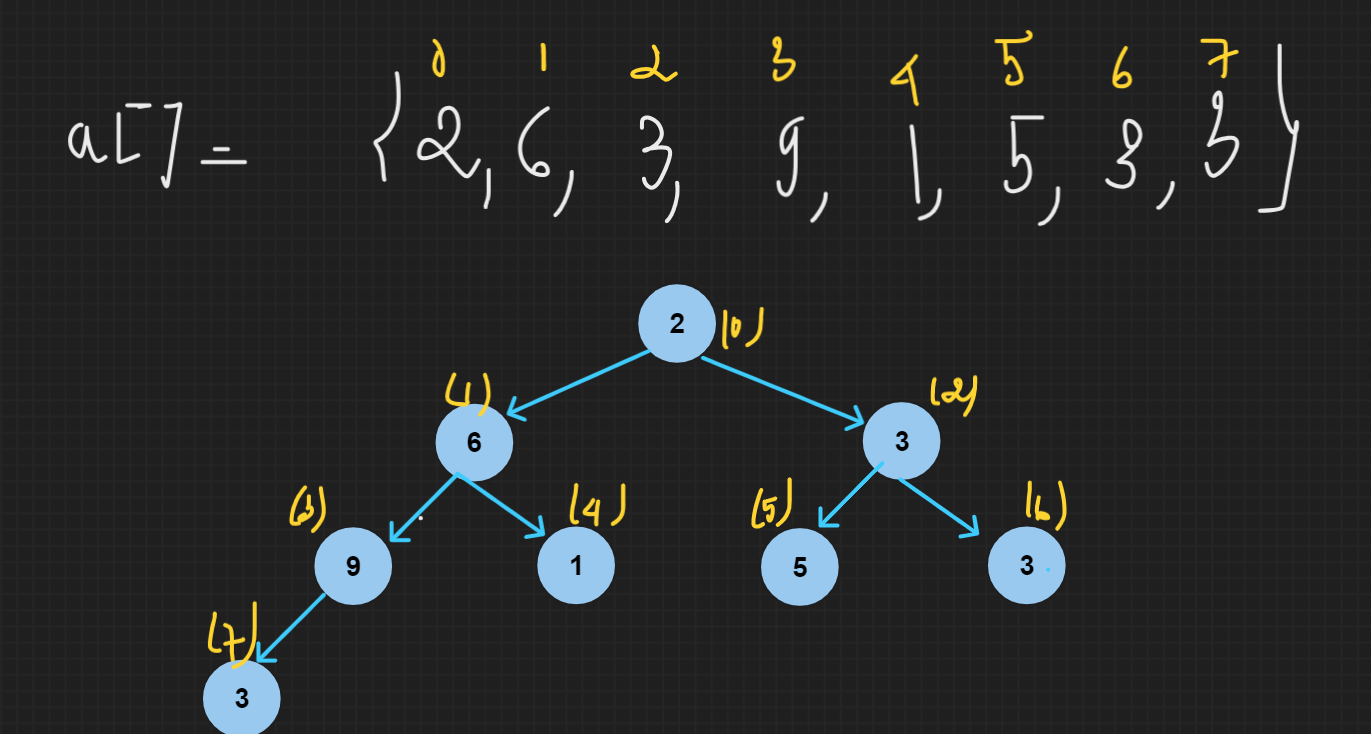 0 1 2 3 4 5 6 7
a[] = {2, 6, 3, 9, 1, 5, 3, 3}
2 (0)
(1) (2)
6 3
(3) (4) (5) (6)
9 1 5 3
(7)
3